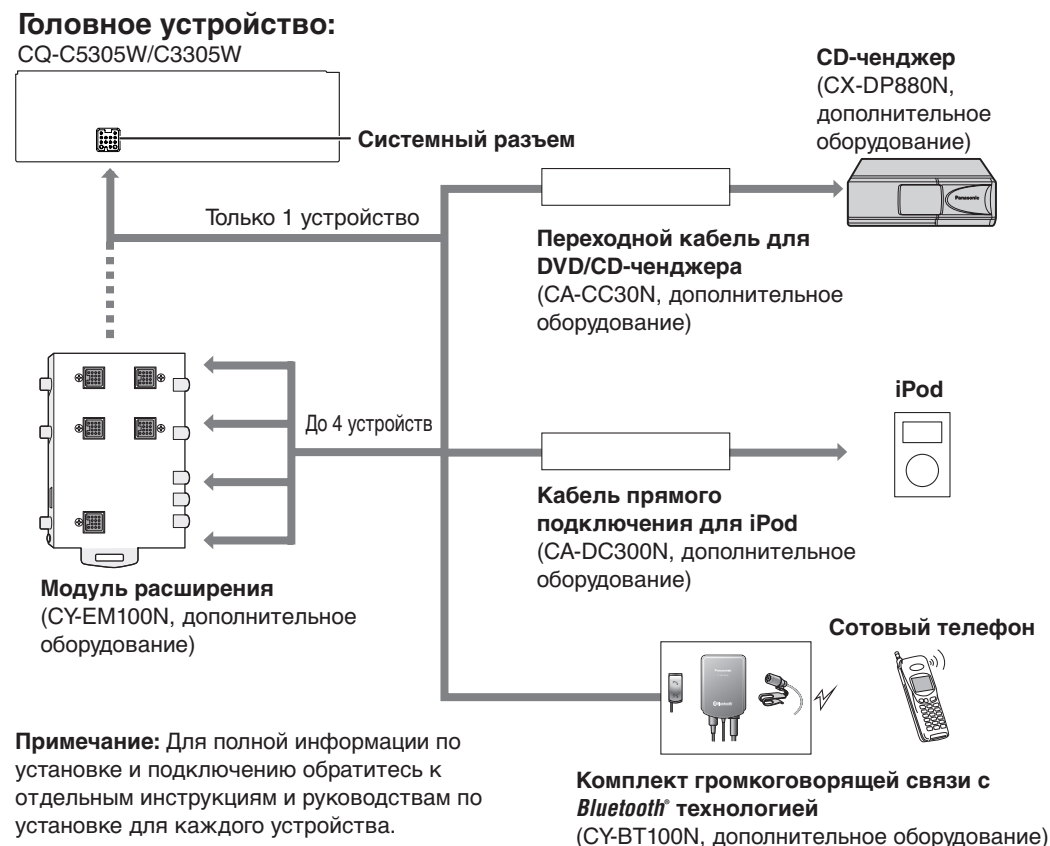 Головное устройство:
CQ-C5305W/C3305W
Системный разъем
CD-ченджер
(CX-DP880N,
дополнительное
оборудование)
Panasonic
Только 1 устройство
Переходной кабель для
DVD/CD-ченджера
(CA-CC30N, дополнительное
оборудование)
До 4 устройств
iPod
Кабель прямого
подключения для iPod
(CA-DC300N, дополнительное
оборудование)
Модуль расширения
(CY-EM100N, дополнительное
оборудование)
Сотовый телефон
Panasonic
Bluetooth
Комплект громкоговорящей связи с
Bluetooth® технологией
(CY-BT100N, дополнительное оборудование)
Примечание: Для полной информации по
установке и подключению обратитесь к
отдельным инструкциям и руководствам по
установке для каждого устройства.